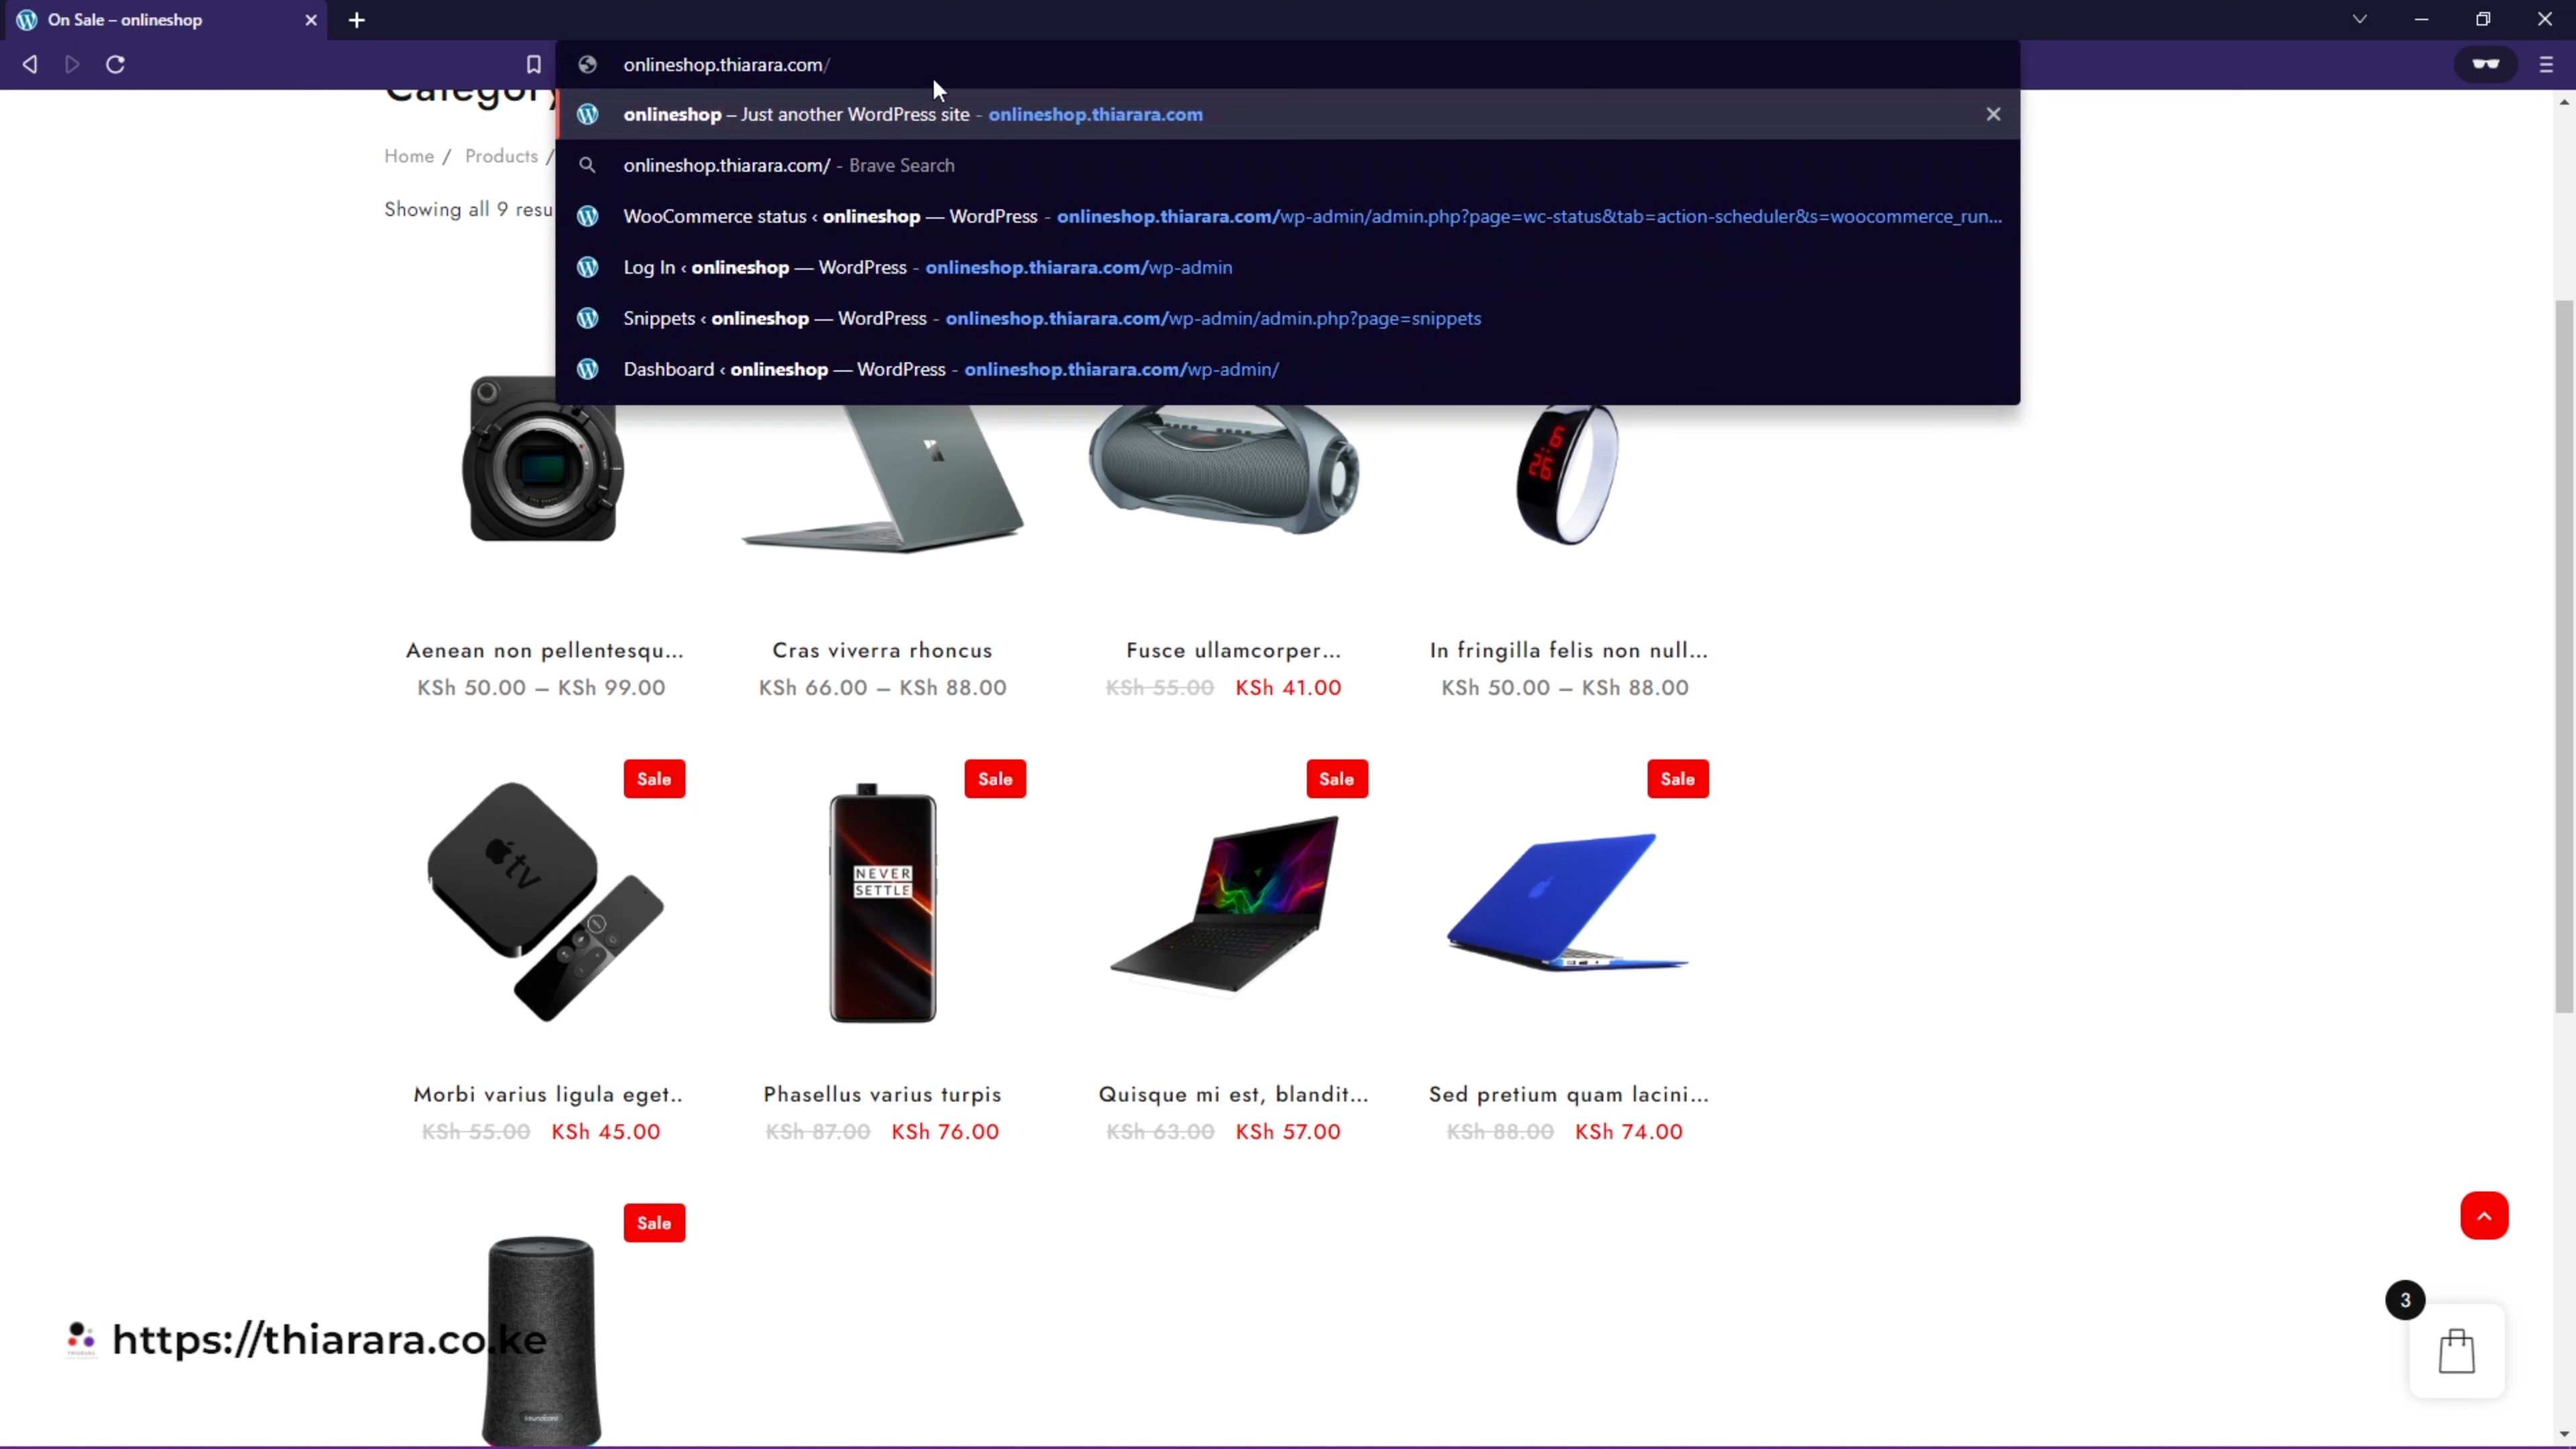 On Sale – onlineshop
onlineshop.thiarara.com/
onlineshop – Just another WordPress site - onlineshop.thiarara.com
onlineshop.thiarara.com/ - Brave Search
WooCommerce status ‹ onlineshop — WordPress - onlineshop.thiarara.com/wp-admin/admin.php?page=wc-status&tab=action-scheduler&s=woocommerce_run...
Log In ‹ onlineshop — WordPress - onlineshop.thiarara.com/wp-admin
Snippets ‹ onlineshop — WordPress - onlineshop.thiarara.com/wp-admin/admin.php?page=snippets
Dashboard ‹ onlineshop — WordPress - onlineshop.thiarara.com/wp-admin/
Category
Home / Products /
Showing all 9 resu
26:6
Aenean non pellentesqu...
KSh 50.00 – KSh 99.00
Cras viverra rhoncus
KSh 66.00 – KSh 88.00
Fusce ullamcorper...
KSh 55.00 KSh 41.00
In fringilla felis non null...
KSh 50.00 – KSh 88.00
Sale
Sale
Sale
Sale
tv
NEVER
SETTLE
Morbi varius ligula eget..
KSh 55.00 KSh 45.00
Phasellus varius turpis
KSh 87.00 KSh 76.00
Quisque mi est, blandit...
KSh 63.00 KSh 57.00
Sed pretium quam lacini...
KSh 88.00 KSh 74.00
Sale
soundcore
3
https://thiarara.co.ke